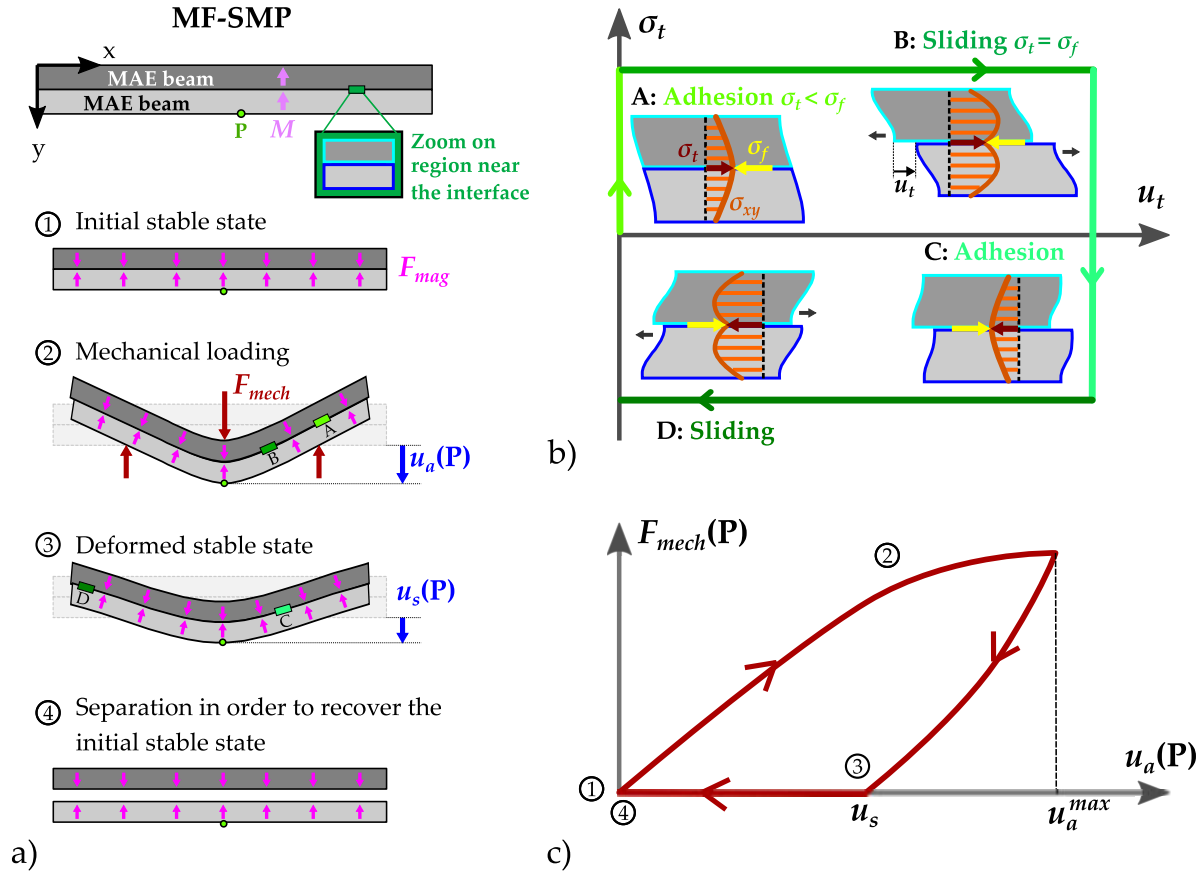 MF-SMP
x
MAE beam
MAE beam
P
M
y
Zoom on
region near
the interface
① Initial stable state
F_mag
② Mechanical loading
F_mech
A
B
u_a(P)
③ Deformed stable state
u_s(P)
D
C
④ Separation in order to recover the
initial stable state
a)
σ_t
B: Sliding σ_t = σ_f
A: Adhesion σ_t < σ_f
σ_t
σ_f
σ_xy
u_t
u_t
C: Adhesion
D: Sliding
b)
F_mech(P)
②
③
u_a(P)
①
④
u_s
u_a^max
c)